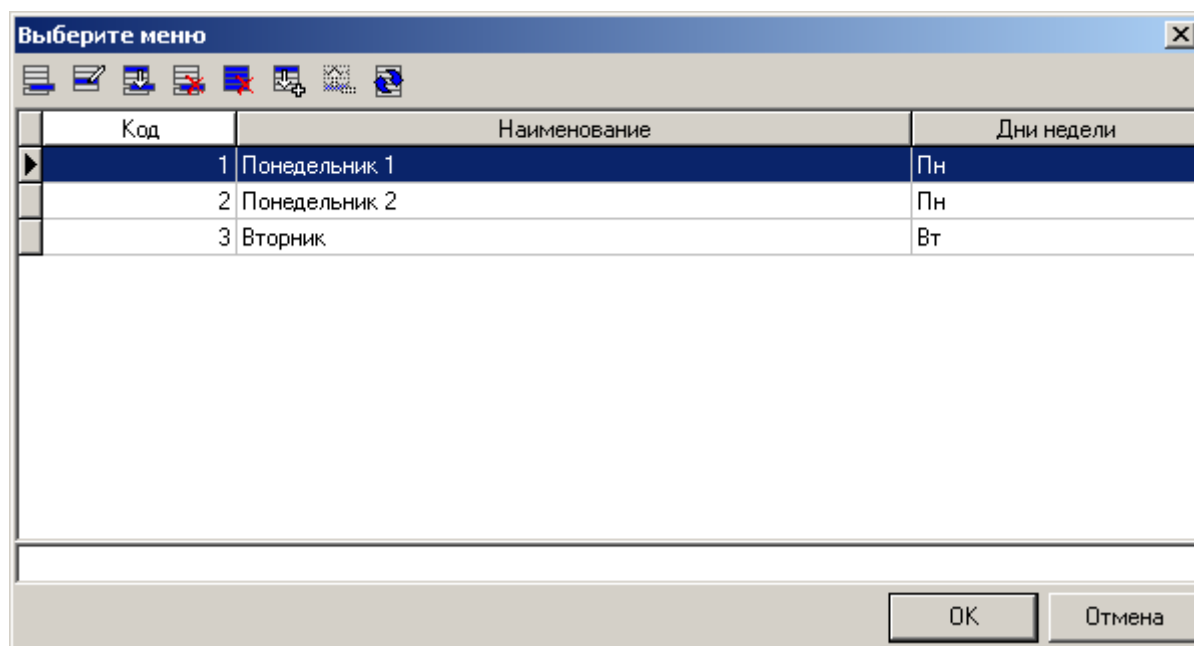 Выберите меню
Код Наименование Дни недели
1 Понедельник 1 Пн
2 Понедельник 2 Пн
3 Вторник Вт
OK Отмена